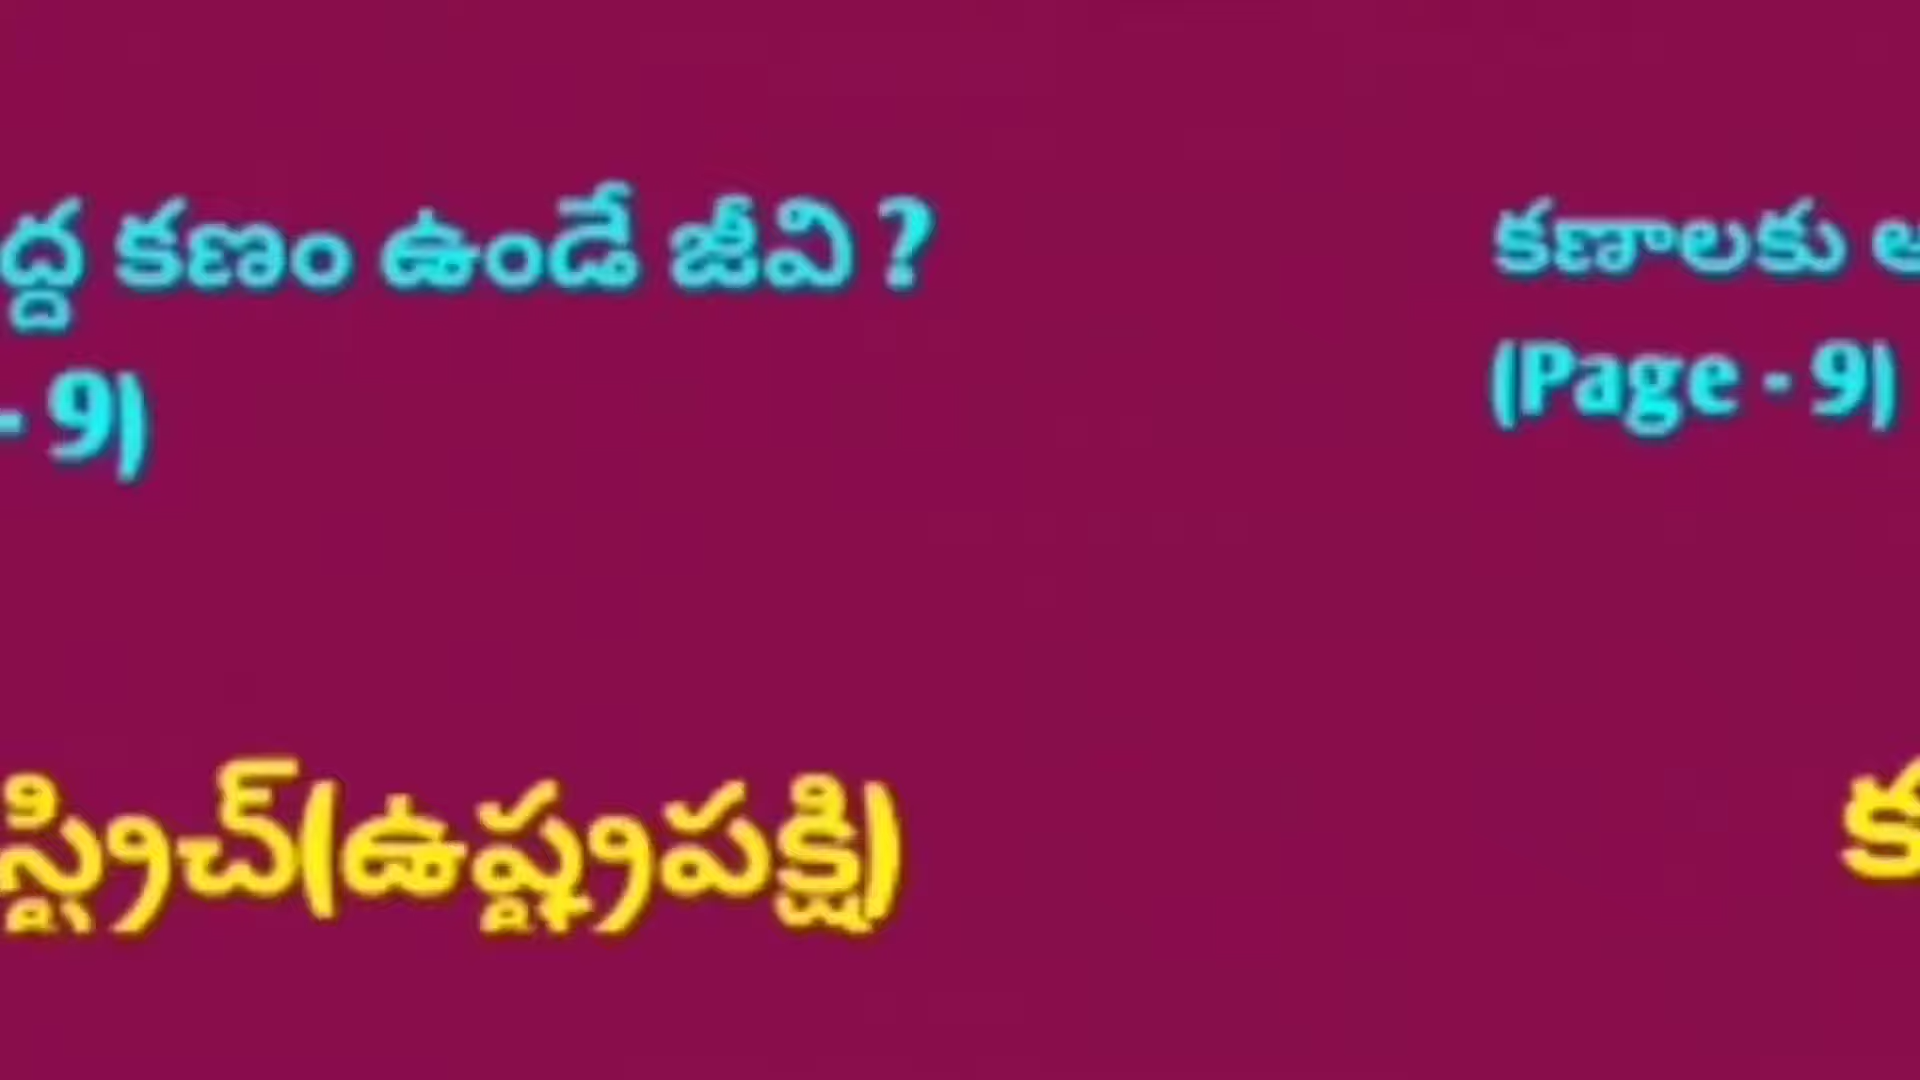 కణం ఉండే జీవి ?
- 9)
(ఉష్ట్రపక్షి)
కణాలకు
(Page - 9)